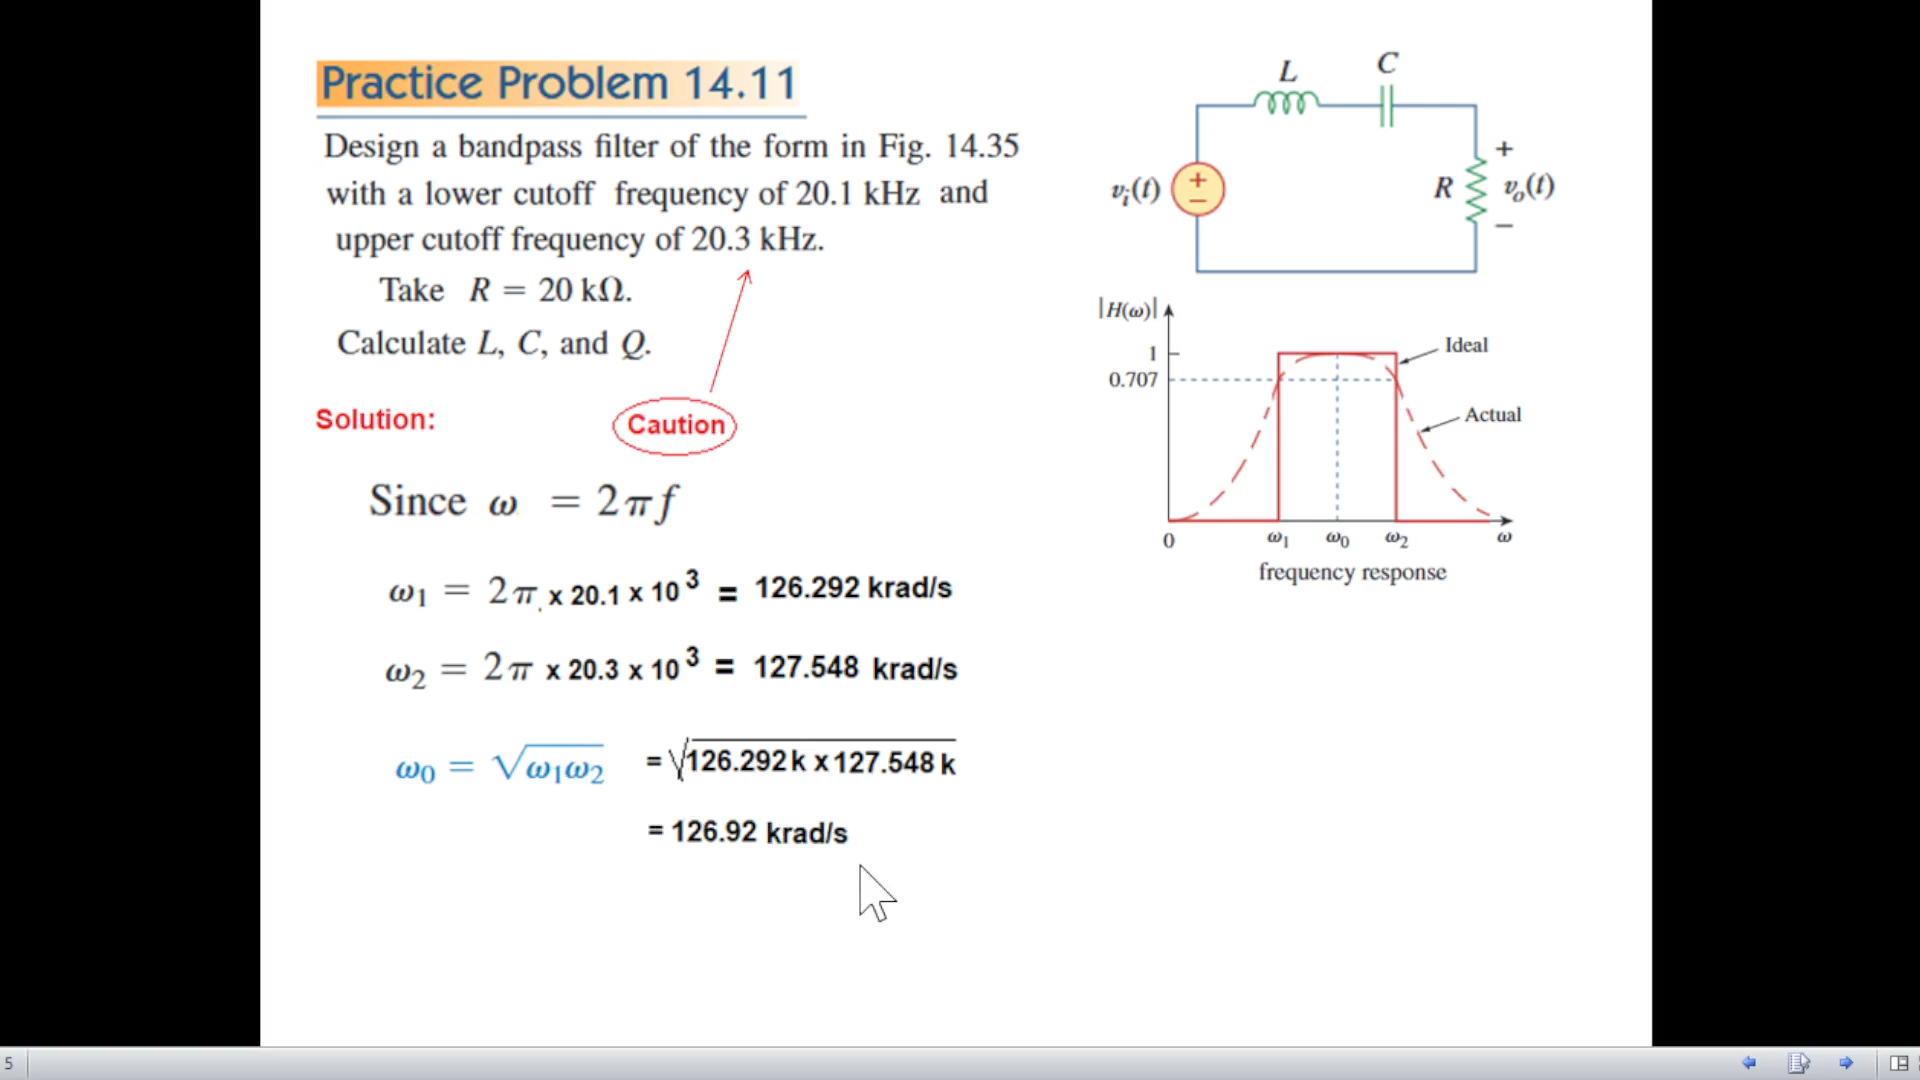 Practice Problem 14.11
Design a bandpass filter of the form in Fig. 14.35
with a lower cutoff frequency of 20.1 kHz and
upper cutoff frequency of 20.3 kHz.
Take R = 20 kΩ.
Calculate L, C, and Q.
Solution:
Caution
Since ω = 2πf
ω₁ = 2π x 20.1 x 10³ = 126.292 krad/s
ω₂ = 2π x 20.3 x 10³ = 127.548 krad/s
ω₀ = √ω₁ω₂ = √126.292 k x 127.548 k
= 126.92 krad/s
L
C
vᵢ(t)
+
−
R
+
vₒ(t)
−
|H(ω)|
1
0.707
Ideal
Actual
0
ω₁
ω₀
ω₂
ω
frequency response
5